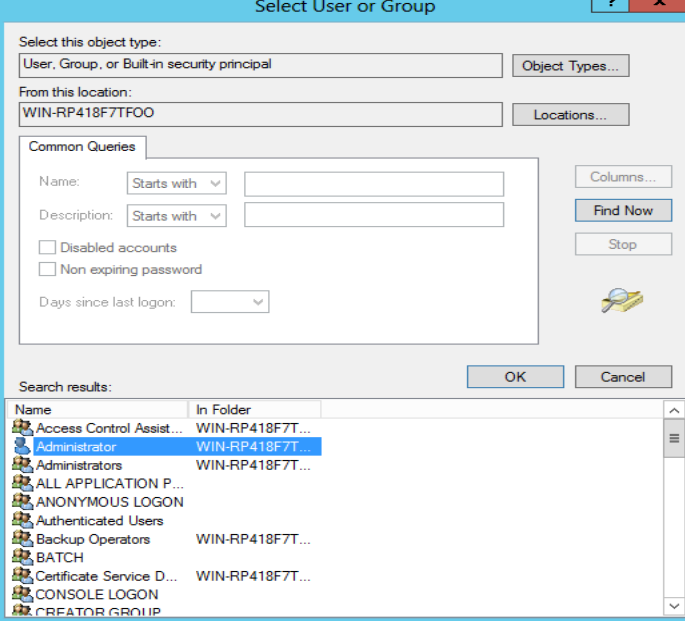 Select User or Group
? x
Select this object type:
User, Group, or Built-in security principal
Object Types...
From this location:
WIN-RP418F7TFOO
Locations...
Common Queries
Name:
Starts with
Columns...
Description:
Starts with
Find Now
Disabled accounts
Stop
Non expiring password
Days since last logon:
OK
Cancel
Search results:
Name In Folder
Access Control Assist... WIN-RP418F7T...
Administrator WIN-RP418F7T...
Administrators WIN-RP418F7T...
ALL APPLICATION P...
ANONYMOUS LOGON
Authenticated Users
Backup Operators WIN-RP418F7T...
BATCH
Certificate Service D... WIN-RP418F7T...
CONSOLE LOGON
CREATOR GROUP